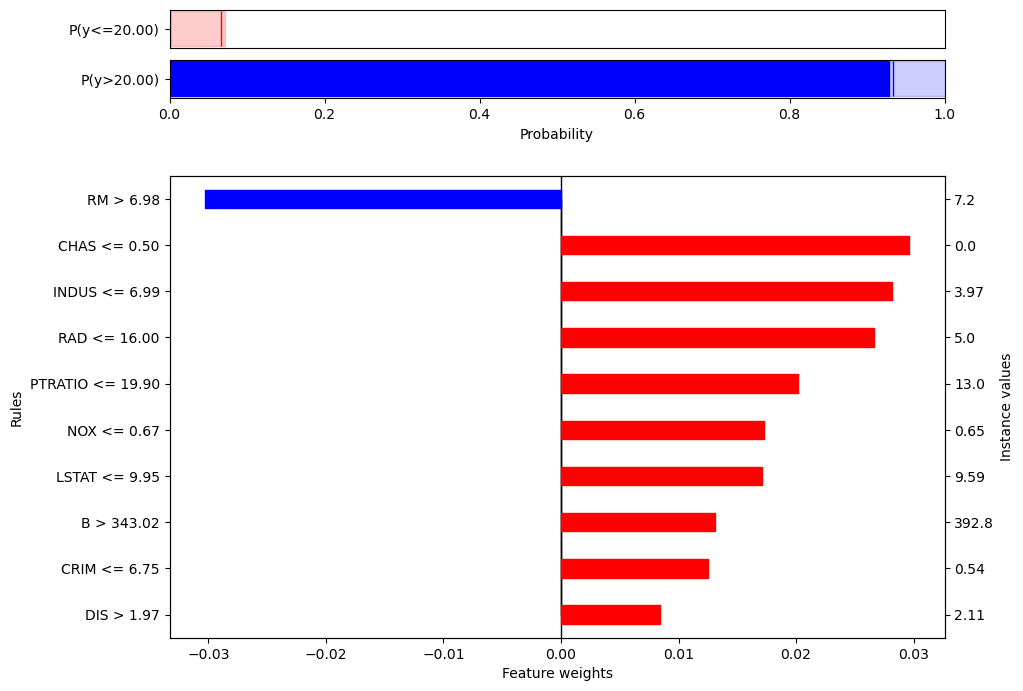 P(y<=20.00)
P(y>20.00)
0.0 0.2 0.4 0.6 0.8 1.0
Probability
Rules
RM > 6.98 7.2
CHAS <= 0.50 0.0
INDUS <= 6.99 3.97
RAD <= 16.00 5.0
PTRATIO <= 19.90 13.0
NOX <= 0.67 0.65
LSTAT <= 9.95 9.59
B > 343.02 392.8
CRIM <= 6.75 0.54
DIS > 1.97 2.11
Instance values
−0.03 −0.02 −0.01 0.00 0.01 0.02 0.03
Feature weights